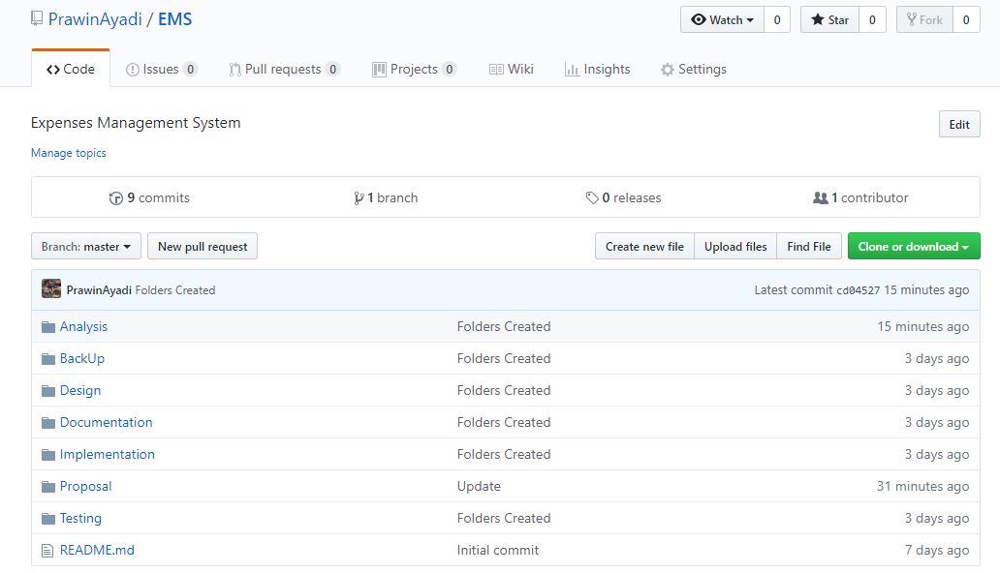 PrawinAyadi / EMS Watch 0 Star 0 Fork 0
Code Issues 0 Pull requests 0 Projects 0 Wiki Insights Settings
Expenses Management System Edit
Manage topics
9 commits 1 branch 0 releases 1 contributor
Branch: master New pull request Create new file Upload files Find File Clone or download
PrawinAyadi Folders Created Latest commit cd04527 15 minutes ago
Analysis Folders Created 15 minutes ago
BackUp Folders Created 3 days ago
Design Folders Created 3 days ago
Documentation Folders Created 3 days ago
Implementation Folders Created 3 days ago
Proposal Update 31 minutes ago
Testing Folders Created 3 days ago
README.md Initial commit 7 days ago